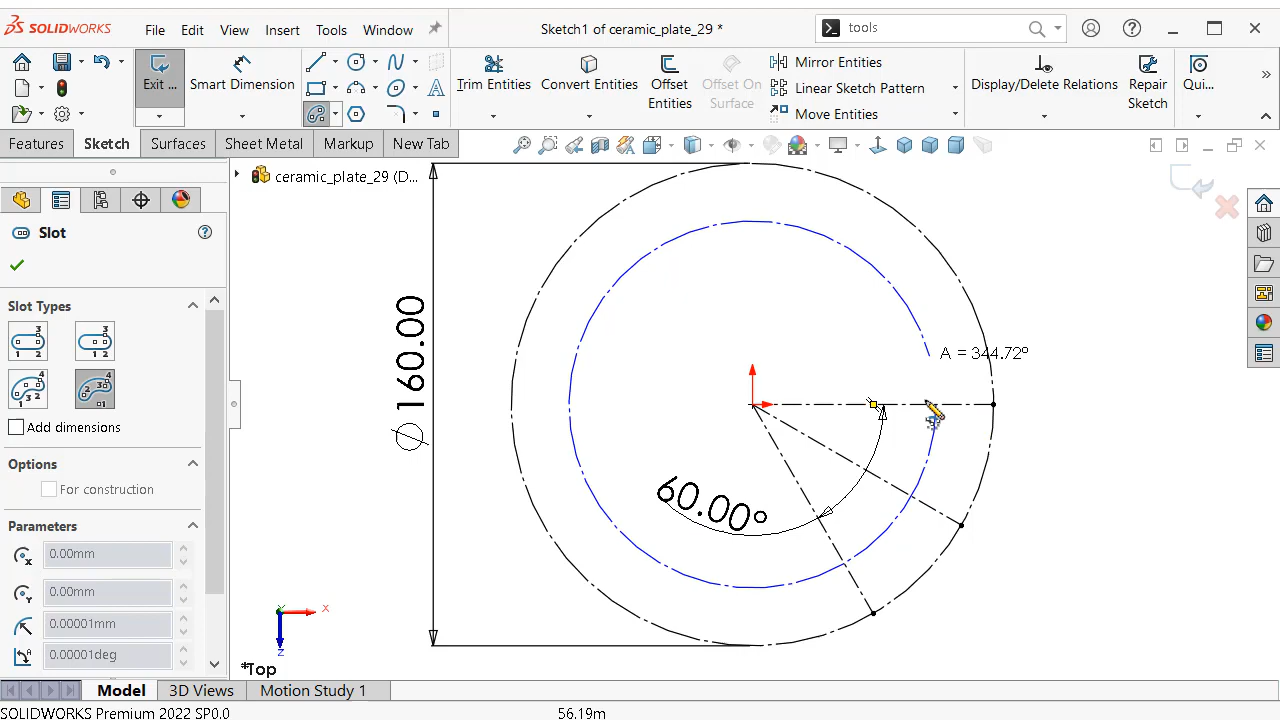 SOLIDWORKS File Edit View Insert Tools Window Sketch1 of ceramic_plate_29 * tools
Exit ... Smart Dimension Trim Entities Convert Entities Offset Entities Offset On Surface Mirror Entities Linear Sketch Pattern Move Entities Display/Delete Relations Repair Sketch Qui...
Features Sketch Surfaces Sheet Metal Markup New Tab
ceramic_plate_29 (D...
Slot
Slot Types
Add dimensions
Options
For construction
Parameters
0.00mm
0.00mm
0.00001mm
0.00001deg
Ø 160.00
A = 344.72°
60.00°
X
Y
Z
*Top
Model 3D Views Motion Study 1
SOLIDWORKS Premium 2022 SP0.0 56.19m